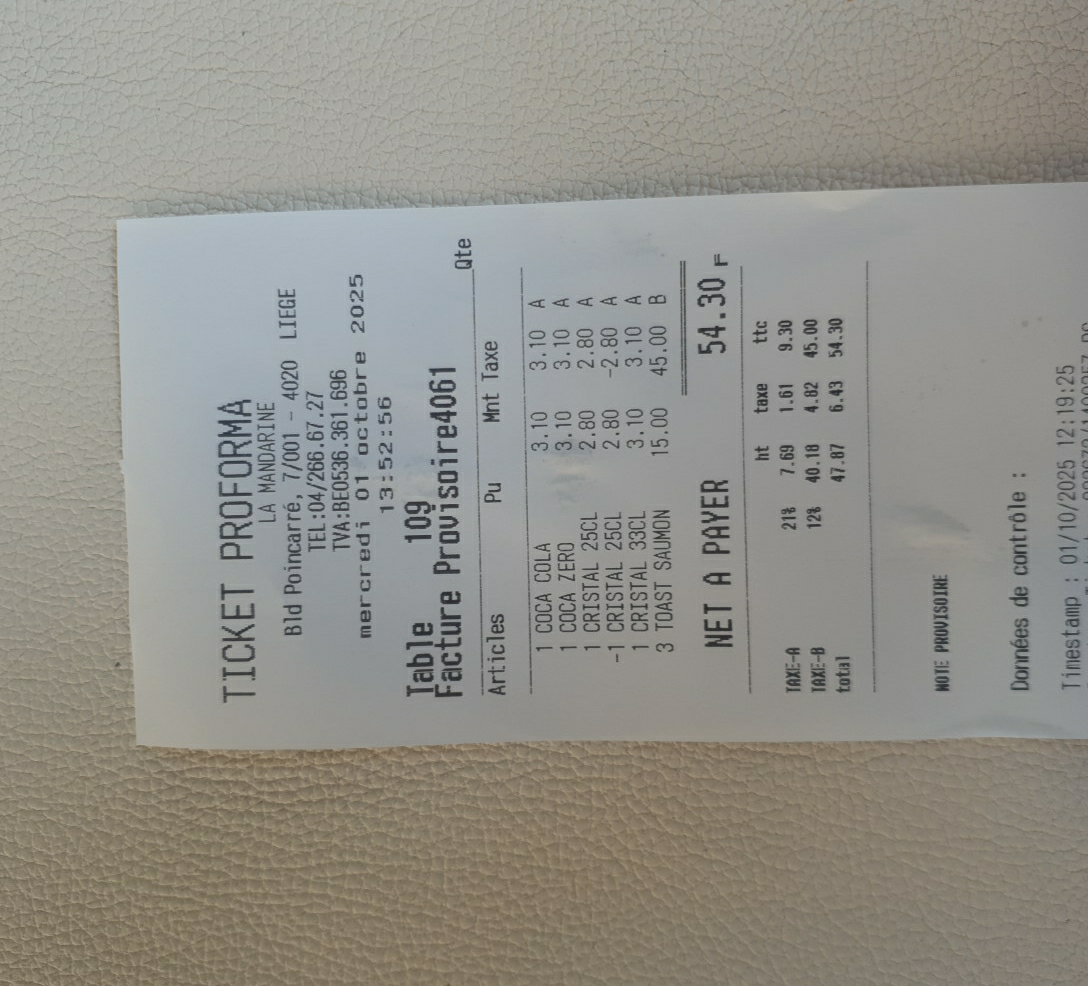 TICKET PROFORMA
LA MANDARINE
Bld Poincarré, 7/001 - 4020 LIEGE
TEL:04/266.67.27
TVA:BE0536.361.696
mercredi 01 octobre 2025
13:52:56
Table 109
Facture Provisoire4061
Qte
Articles Pu Mnt Taxe
1 COCA COLA 3.10 3.10 A
1 COCA ZERO 3.10 3.10 A
1 CRISTAL 25CL 2.80 2.80 A
-1 CRISTAL 25CL 2.80 -2.80 A
1 CRISTAL 33CL 3.10 3.10 A
3 TOAST SAUMON 15.00 45.00 B
NET A PAYER 54.30 F
ht taxe ttc
TAXE-A 21% 7.69 1.61 9.30
TAXE-B 12% 40.18 4.82 45.00
total 47.87 6.43 54.30
NOTE PROVISOIRE
Données de contrôle :
Timestamp : 01/10/2025 12:19:25